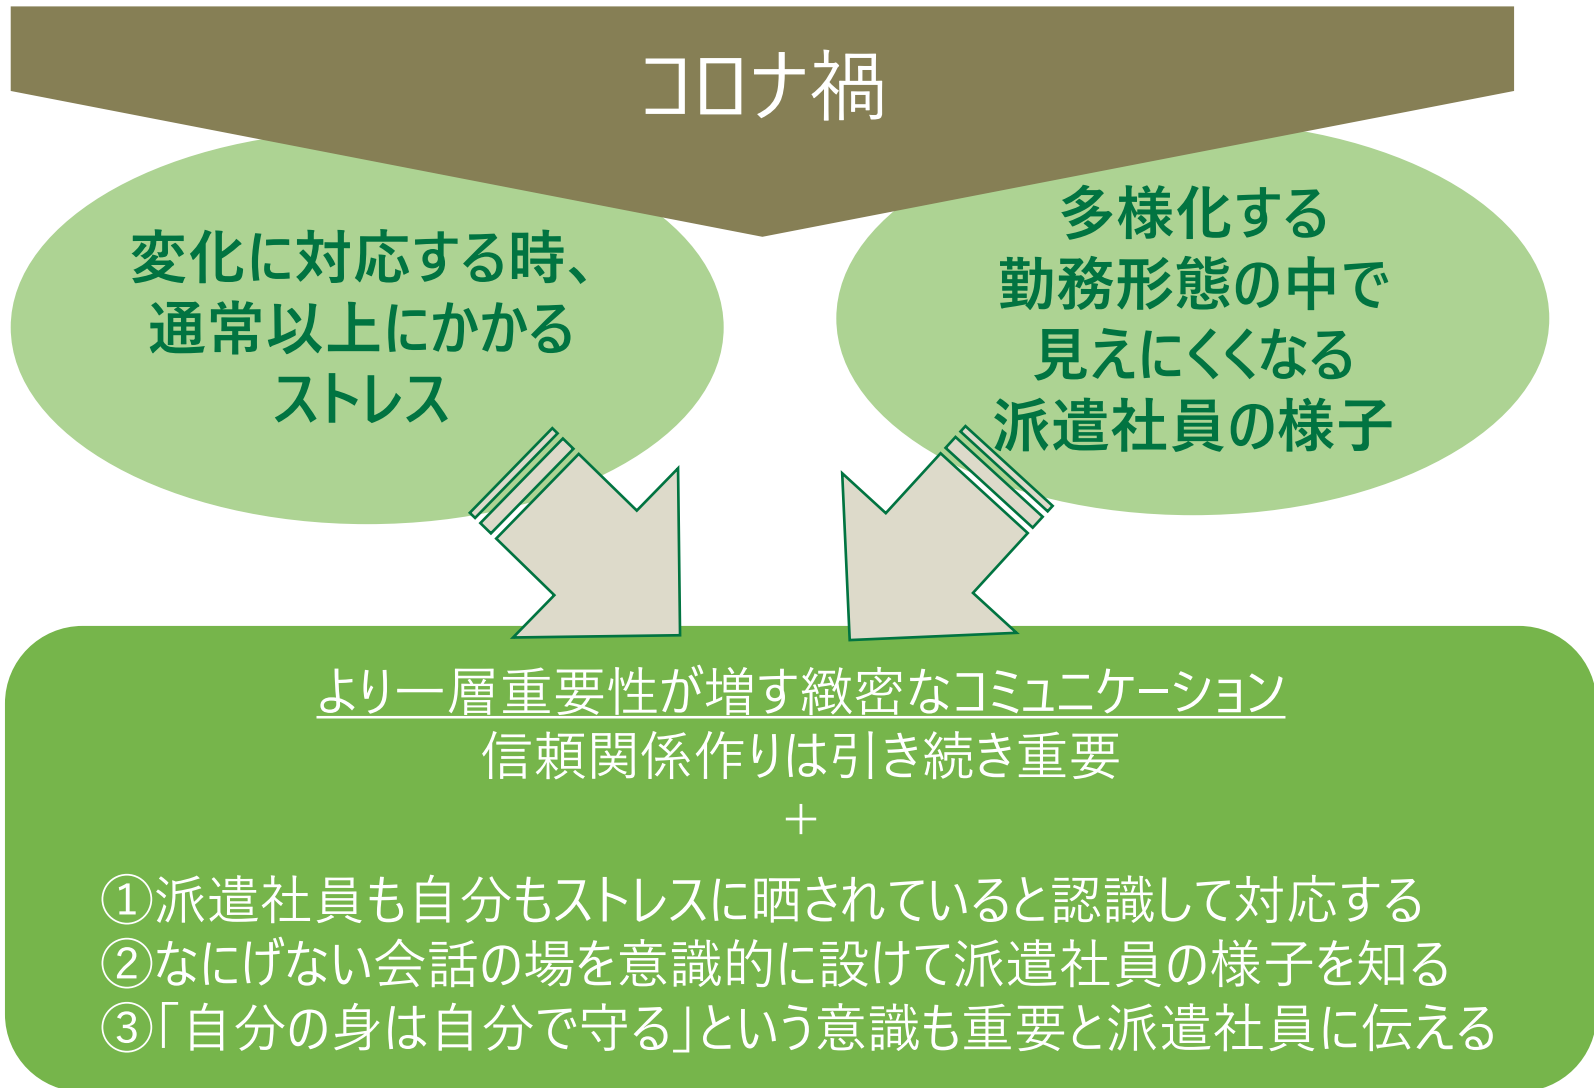 コロナ禍
変化に対応する時、
通常以上にかかる
ストレス
多様化する
勤務形態の中で
見えにくくなる
派遣社員の様子
より一層重要性が増す緻密なコミュニケーション
信頼関係作りは引き続き重要
＋
①派遣社員も自分もストレスに晒されていると認識して対応する
②なにげない会話の場を意識的に設けて派遣社員の様子を知る
③「自分の身は自分で守る」という意識も重要と派遣社員に伝える